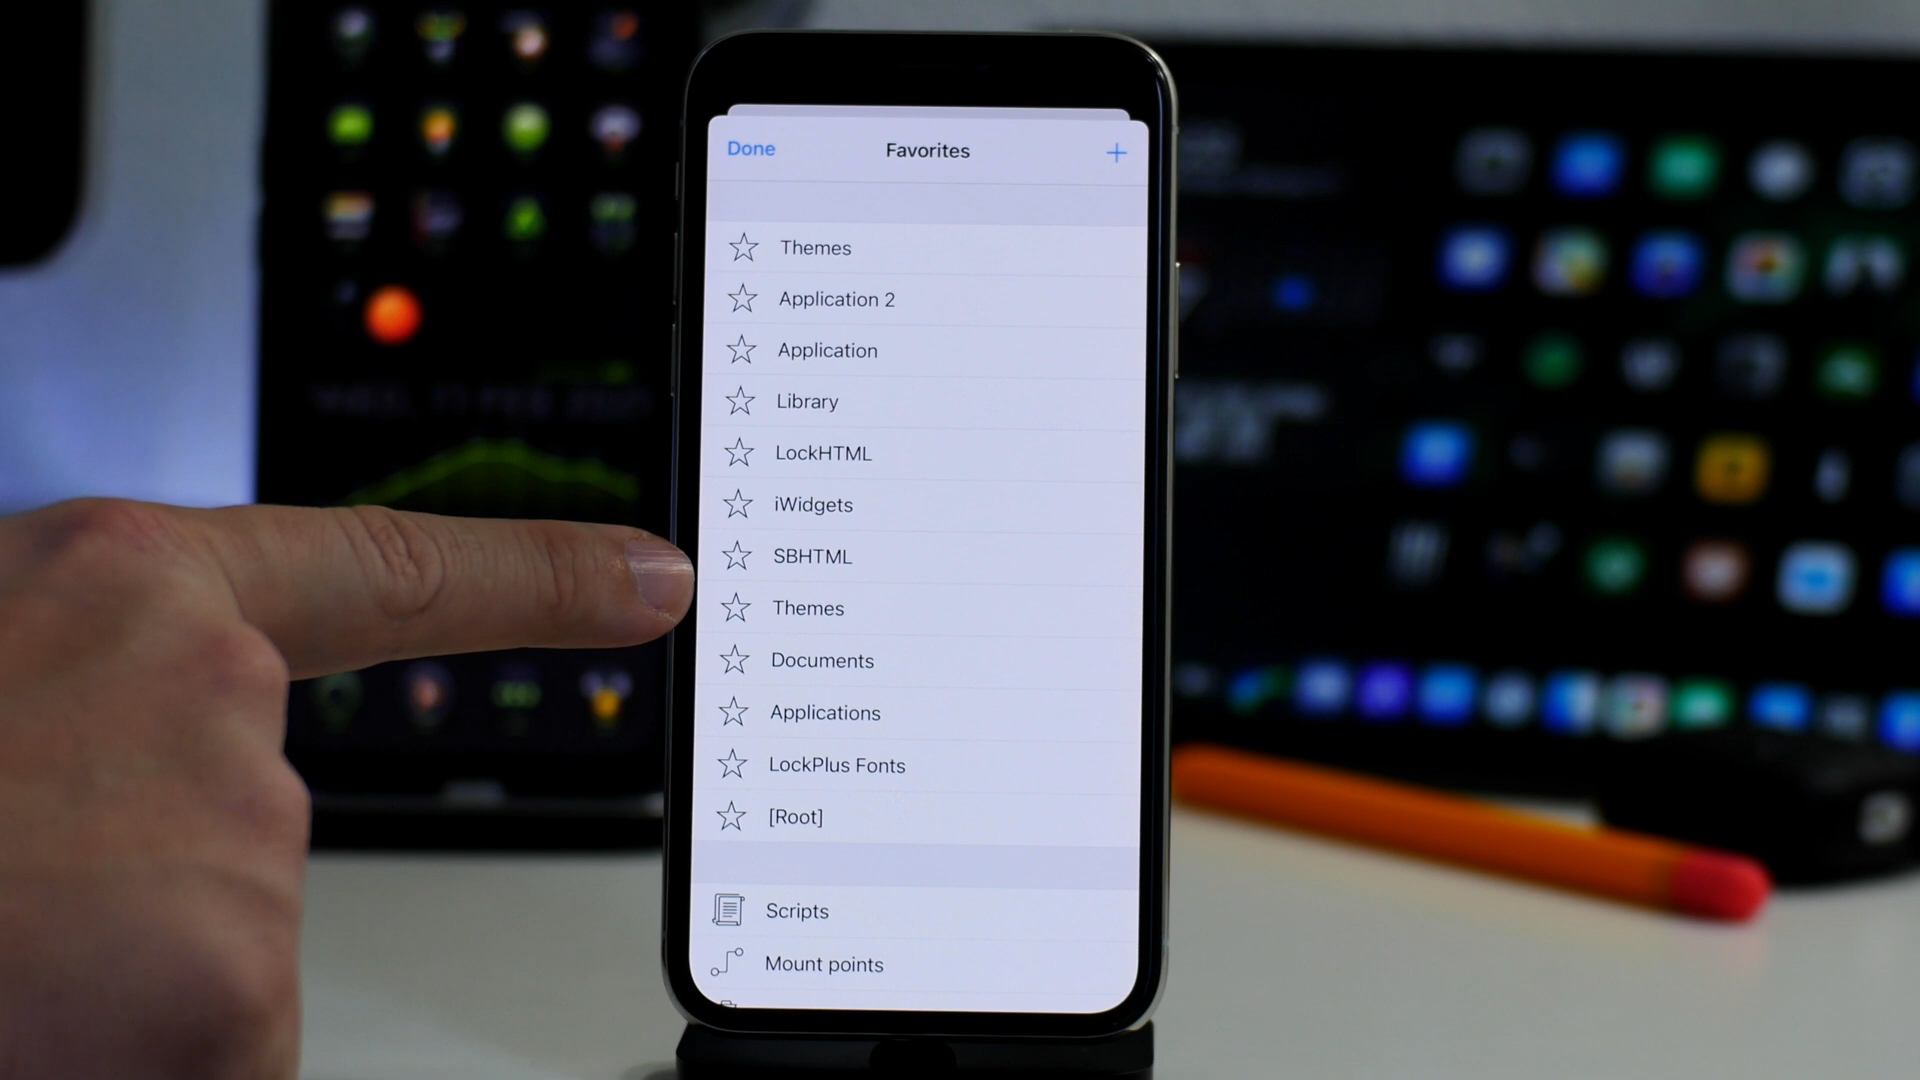 Done
Favorites
+
Themes
Application 2
Application
Library
LockHTML
iWidgets
SBHTML
Themes
Documents
Applications
LockPlus Fonts
[Root]
Scripts
Mount points